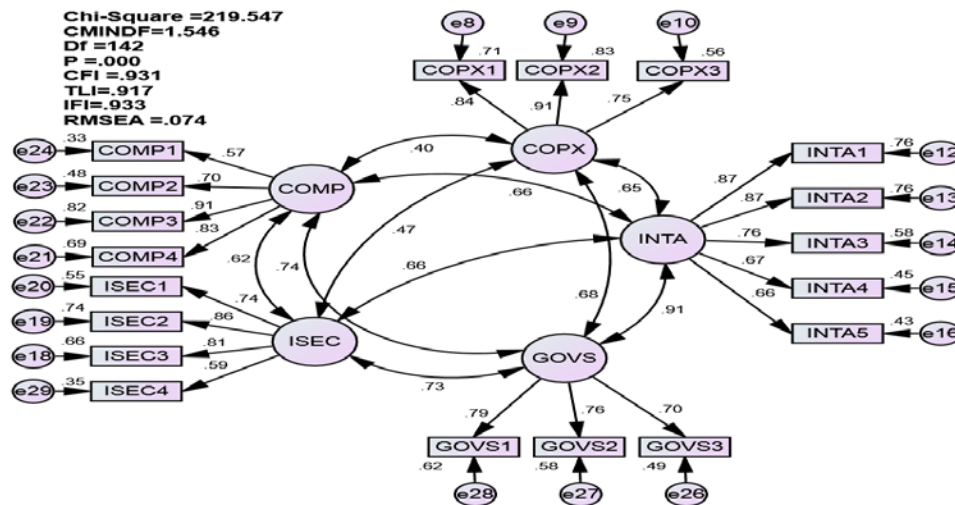 Chi-Square =219.547
CMINDF=1.546
Df =142
P =.000
CFI =.931
TLI=.917
IFI=.933
RMSEA =.074
e8
e9
e10
.71
.83
.56
COPX1
COPX2
COPX3
.84
.91
.75
COPX
e24
.33
COMP1
.57
e23
.48
COMP2
.70
e22
.82
COMP3
.91
e21
.69
COMP4
.83
COMP
e20
.55
ISEC1
.74
e19
.74
ISEC2
.86
e18
.66
ISEC3
.81
e29
.35
ISEC4
.59
ISEC
.40
.66
.65
.47
.62
.74
.66
.68
.91
.73
INTA
.87
INTA1
.76
e12
.87
INTA2
.76
e13
.76
INTA3
.58
e14
.67
INTA4
.45
e15
.66
INTA5
.43
e16
GOVS
.79
.76
.70
GOVS1
GOVS2
GOVS3
.62
.58
.49
e28
e27
e26